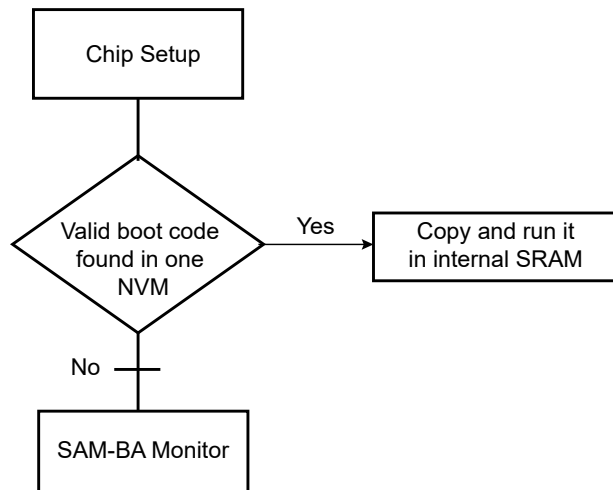 Chip Setup
Valid boot code
found in one
NVM
Yes
Copy and run it
in internal SRAM
No
SAM-BA Monitor